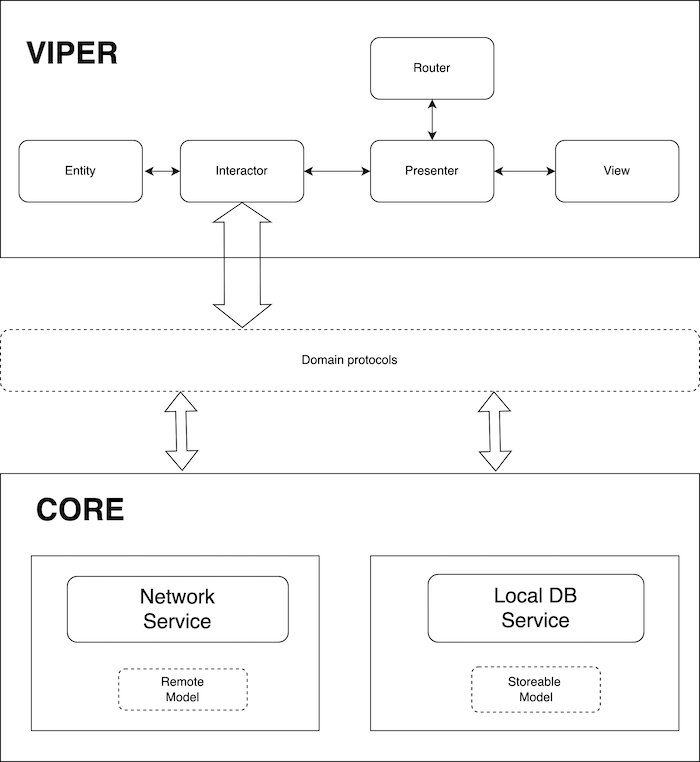 VIPER
Router
Entity
Interactor
Presenter
View
Domain protocols
CORE
Network
Service
Local DB
Service
Remote
Model
Storeable
Model